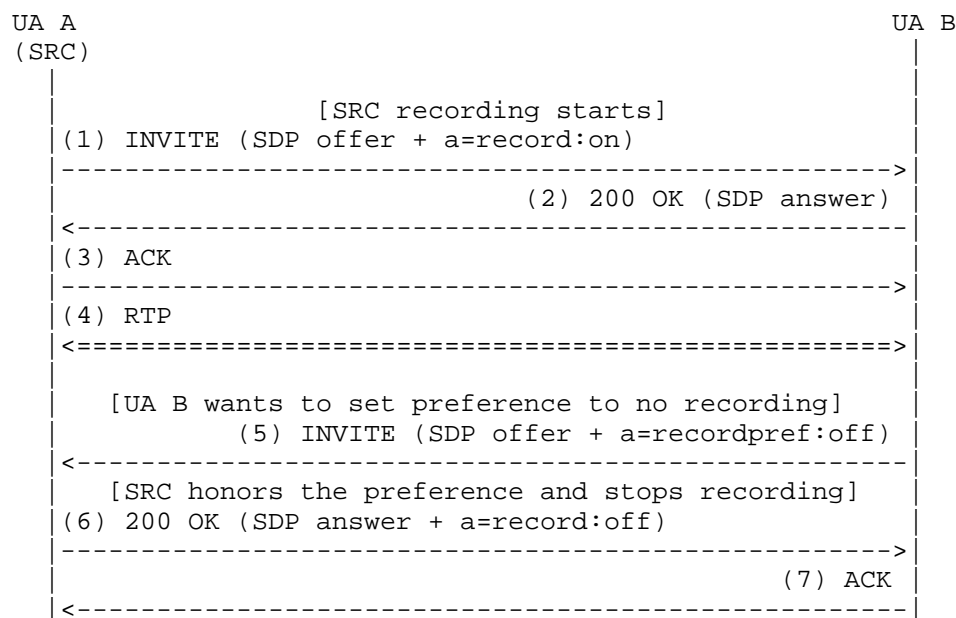 UA A UA B
(SRC)
[SRC recording starts]
(1) INVITE (SDP offer + a=record:on)
(2) 200 OK (SDP answer)
(3) ACK
(4) RTP
[UA B wants to set preference to no recording]
(5) INVITE (SDP offer + a=recordpref:off)
[SRC honors the preference and stops recording]
(6) 200 OK (SDP answer + a=record:off)
(7) ACK